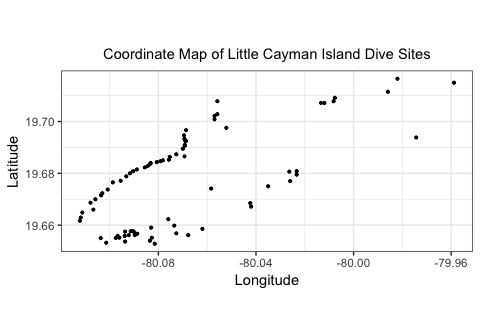 Coordinate Map of Little Cayman Island Dive Sites
19.70
19.68
19.66
Latitude
-80.08
-80.04
-80.00
-79.96
Longitude